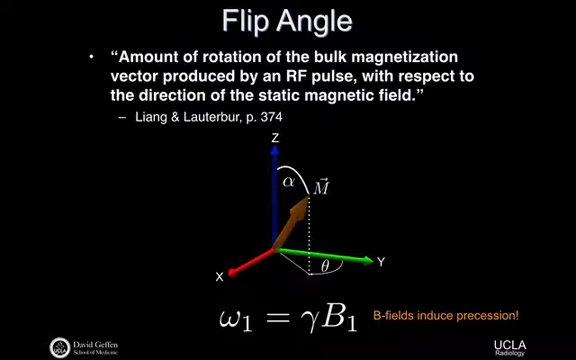 Flip Angle
• “Amount of rotation of the bulk magnetization
vector produced by an RF pulse, with respect to
the direction of the static magnetic field.”
– Liang & Lauterbur, p. 374
Z
α
M⃗
Y
θ
X
ω₁ = γB₁
B-fields induce precession!
UCLA
David Geffen
School of Medicine
UCLA
Radiology